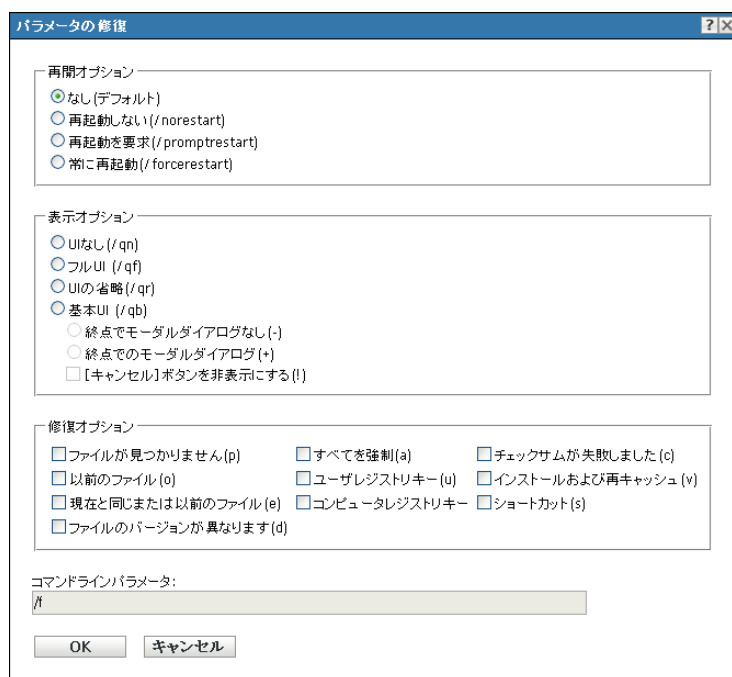 パラメータの修復
?
再開オプション
なし(デフォルト)
再起動しない(/norestart)
再起動を要求(/promptrestart)
常に再起動(/forcerestart)
表示オプション
UIなし(/qn)
フルUI (/qf)
UIの省略(/qr)
基本UI (/qb)
終点でモーダルダイアログなし(-)
終点でのモーダルダイアログ(+)
[キャンセル]ボタンを非表示にする(!)
修復オプション
ファイルが見つかりません(p) すべてを強制(a) チェックサムが失敗しました(c)
以前のファイル(o) ユーザレジストリキー(u) インストールおよび再キャッシュ(v)
現在と同じまたは以前のファイル(e) コンピュータレジストリキー ショートカット(s)
ファイルのバージョンが異なります(d)
コマンドラインパラメータ:
/f
OK キャンセル